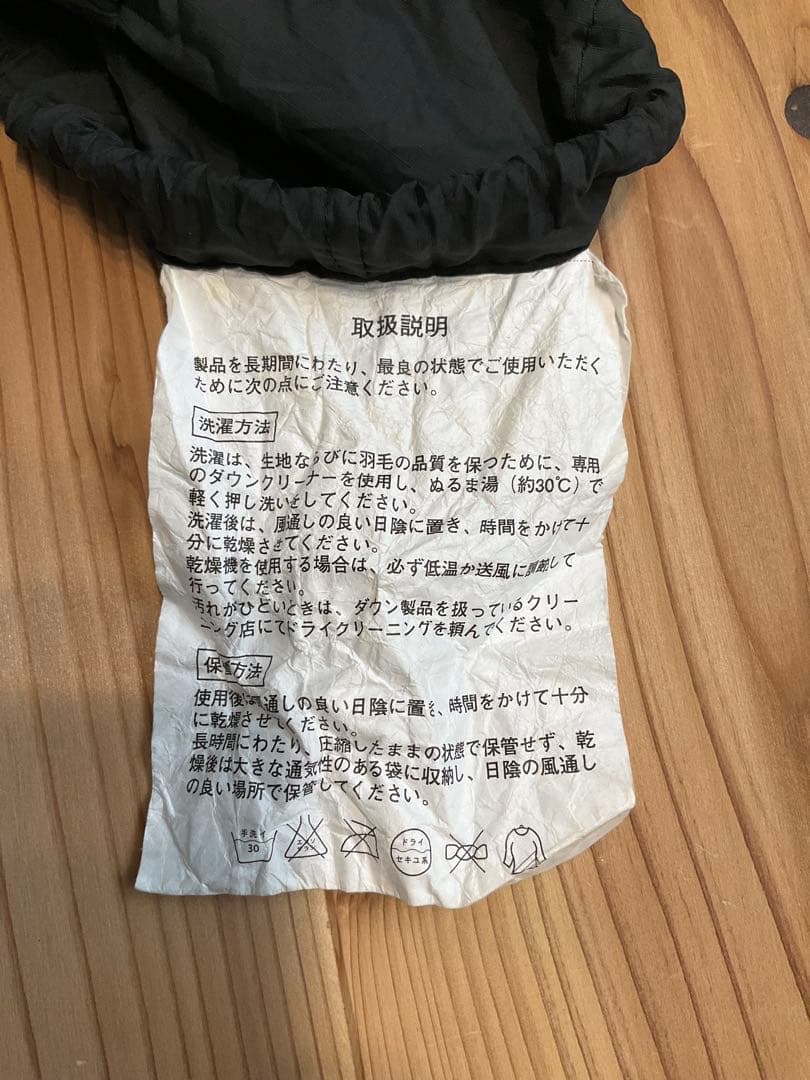 取扱説明
製品を長期間にわたり、最良の状態でご使用いただく
ために次の点にご注意ください。
洗濯方法
洗濯は、生地ならびに羽毛の品質を保つために、専用
のダウンクリーナーを使用し、ぬるま湯（約30℃）で
軽く押し洗いをしてください。
洗濯後は、風通しの良い日陰に置き、時間をかけて十
分に乾燥させてください。
乾燥機を使用する場合は、必ず低温か送風に調節して
行ってください。
汚れがひどいときは、ダウン製品を扱っているクリー
ニング店にてドライクリーニングを頼んでください。
保管方法
使用後は風通しの良い日陰に置き、時間をかけて十分
に乾燥させてください。
長時間にわたり、圧縮したままの状態で保管せず、乾
燥後は大きな通気性のある袋に収納し、日陰の風通し
の良い場所で保管してください。
手洗イ
30
エンソ
サラシ
ドライ
セキユ系